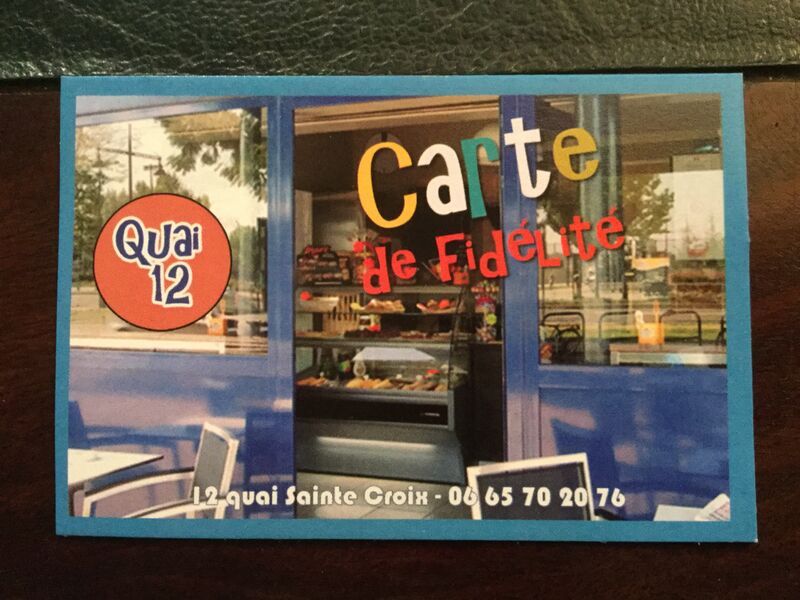 Carte
de Fidélité
Quai
12
12 quai Sainte Croix - 06 65 70 20 76